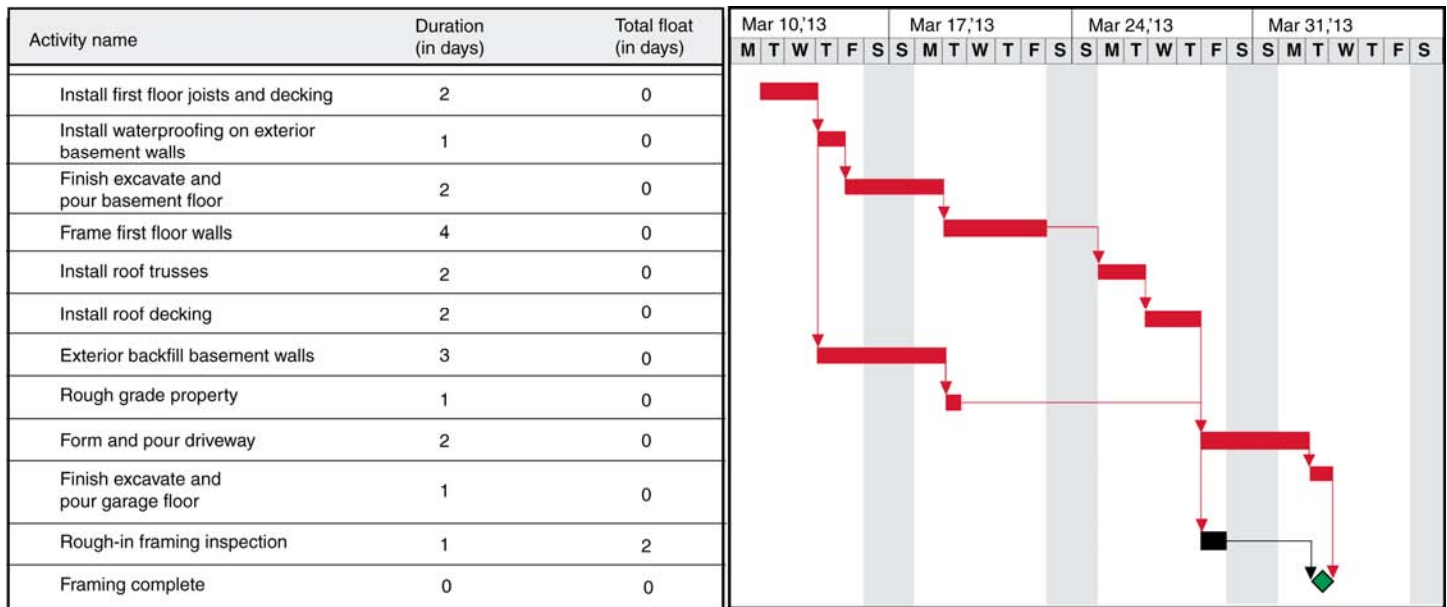 Activity name Duration (in days) Total float (in days)
Install first floor joists and decking 2 0
Install waterproofing on exterior
basement walls 1 0
Finish excavate and
pour basement floor 2 0
Frame first floor walls 4 0
Install roof trusses 2 0
Install roof decking 2 0
Exterior backfill basement walls 3 0
Rough grade property 1 0
Form and pour driveway 2 0
Finish excavate and
pour garage floor 1 0
Rough-in framing inspection 1 2
Framing complete 0 0
Mar 10,'13 Mar 17,'13 Mar 24,'13 Mar 31,'13
M T W T F S S M T W T F S S M T W T F S S M T W T F S